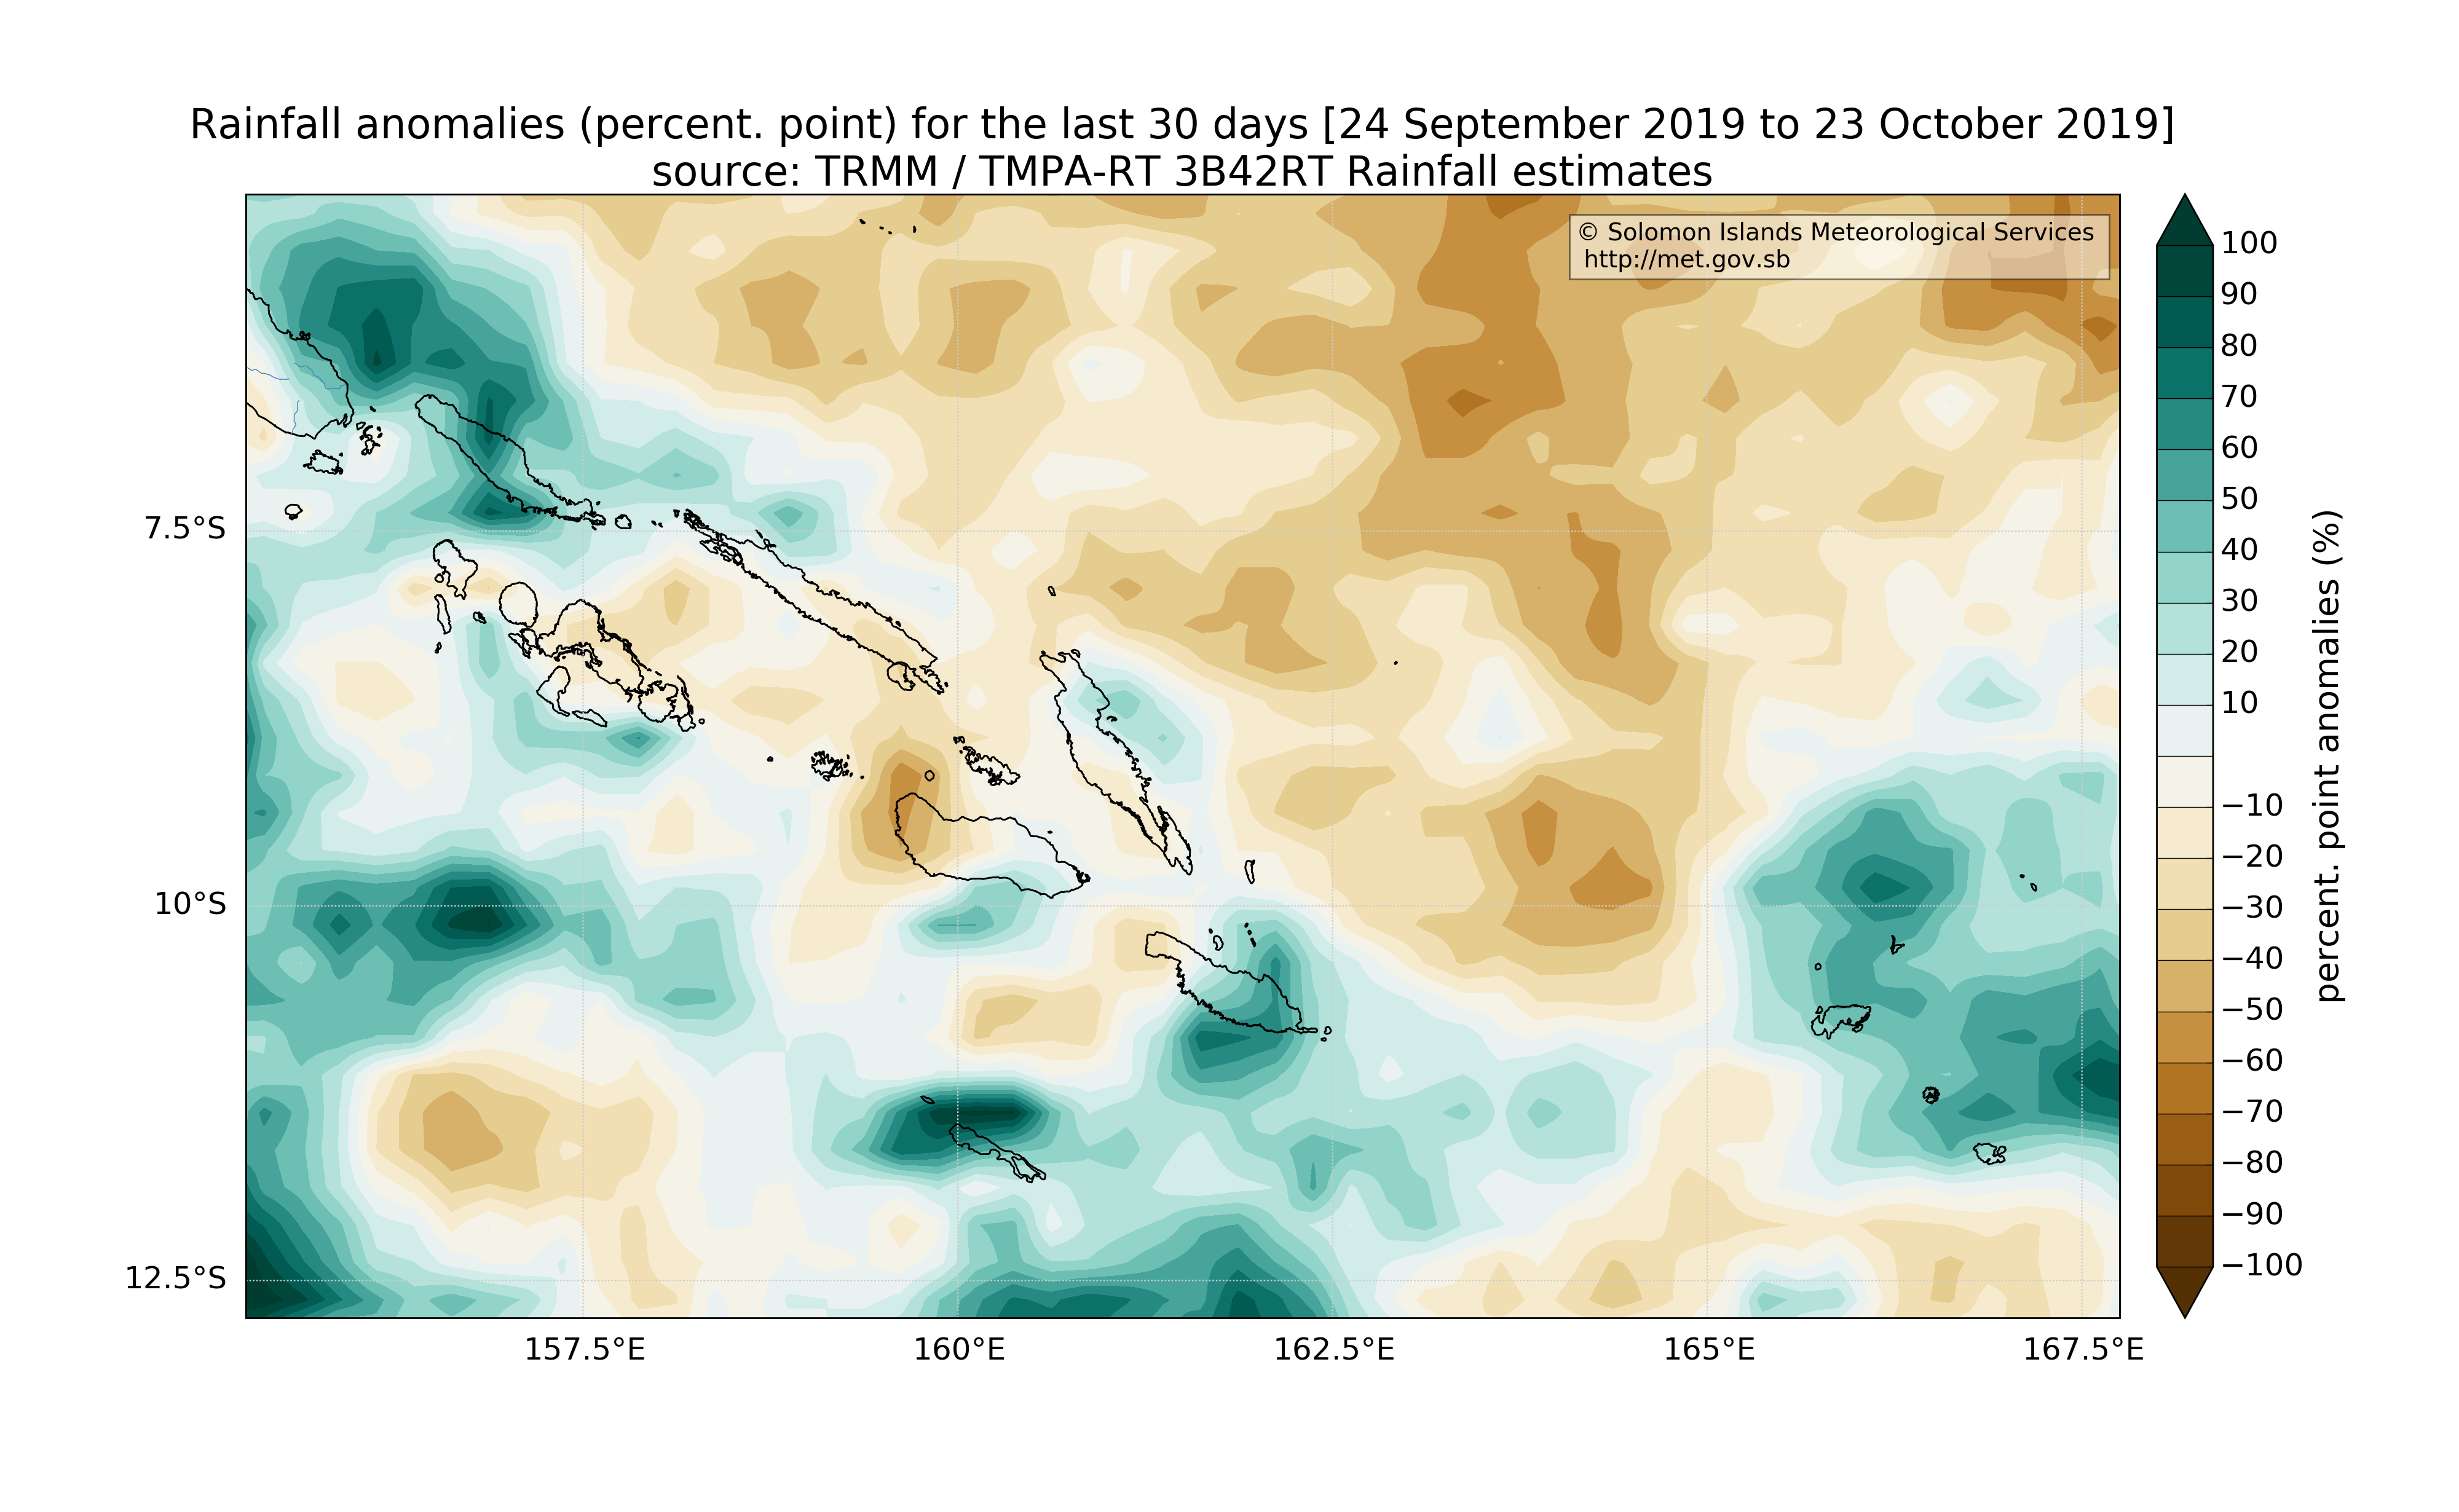 Rainfall anomalies (percent. point) for the last 30 days [24 September 2019 to 23 October 2019]
source: TRMM / TMPA-RT 3B42RT Rainfall estimates
© Solomon Islands Meteorological Services
http://met.gov.sb
7.5°S
10°S
12.5°S
157.5°E
160°E
162.5°E
165°E
167.5°E
100
90
80
70
60
50
40
30
20
10
−10
−20
−30
−40
−50
−60
−70
−80
−90
−100
percent. point anomalies (%)